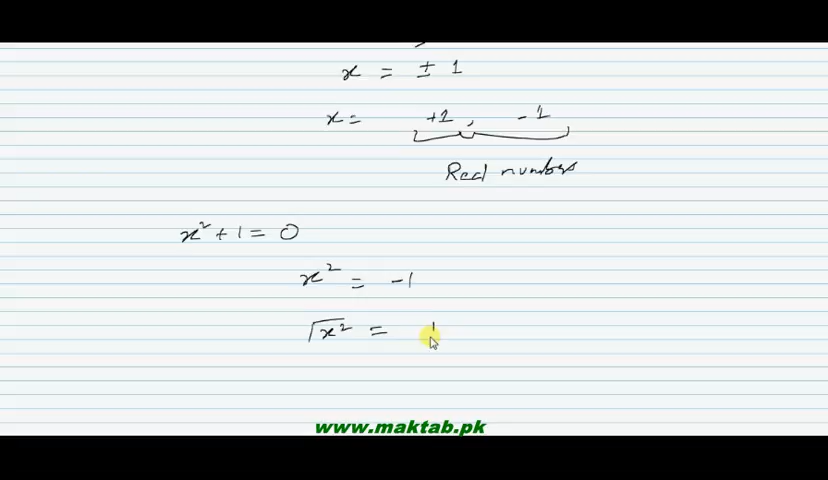 x = ± 1
x = +1, -1
Real numbers
x² + 1 = 0
x² = -1
√x² =
www.maktab.pk